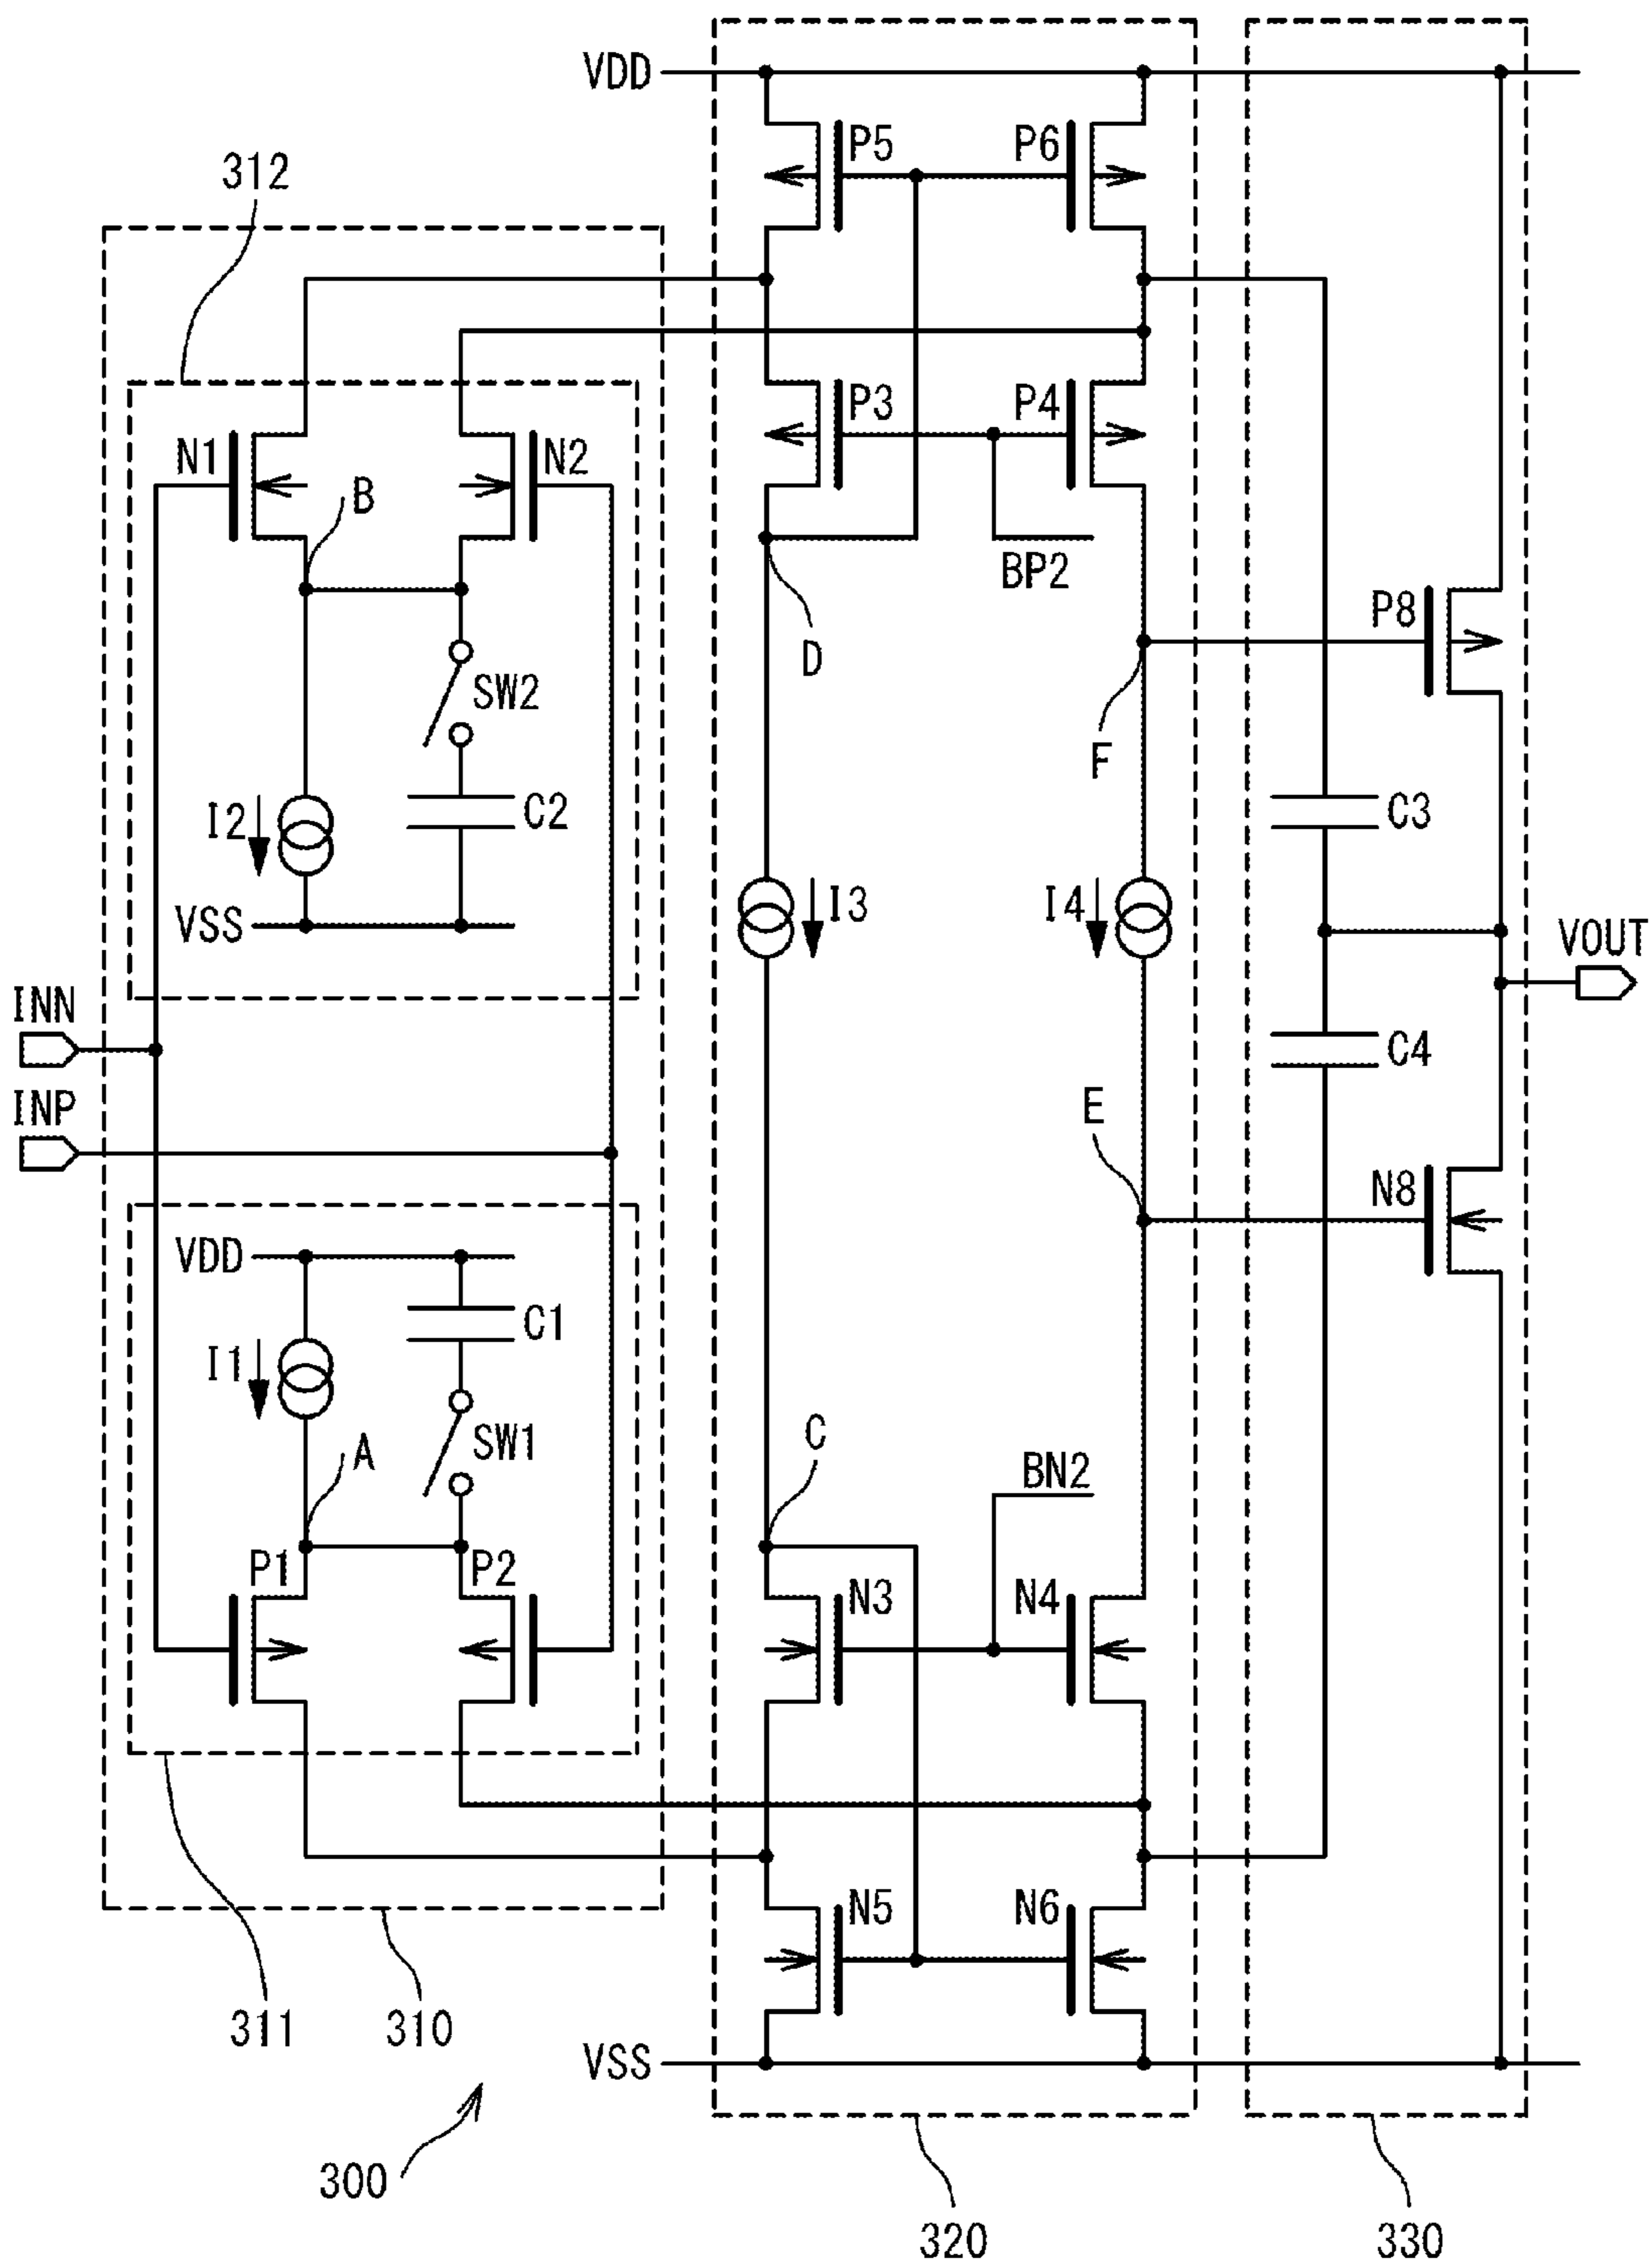 VDD
P5
P6
312
P3
P4
N1
N2
B
BP2
P8
D
SW2
F
I2
C2
C3
I3
I4
VSS
VOUT
INN
C4
INP
E
N8
VDD
C1
I1
SW1
C
A
BN2
P1
P2
N3
N4
N5
N6
311
310
VSS
300
320
330